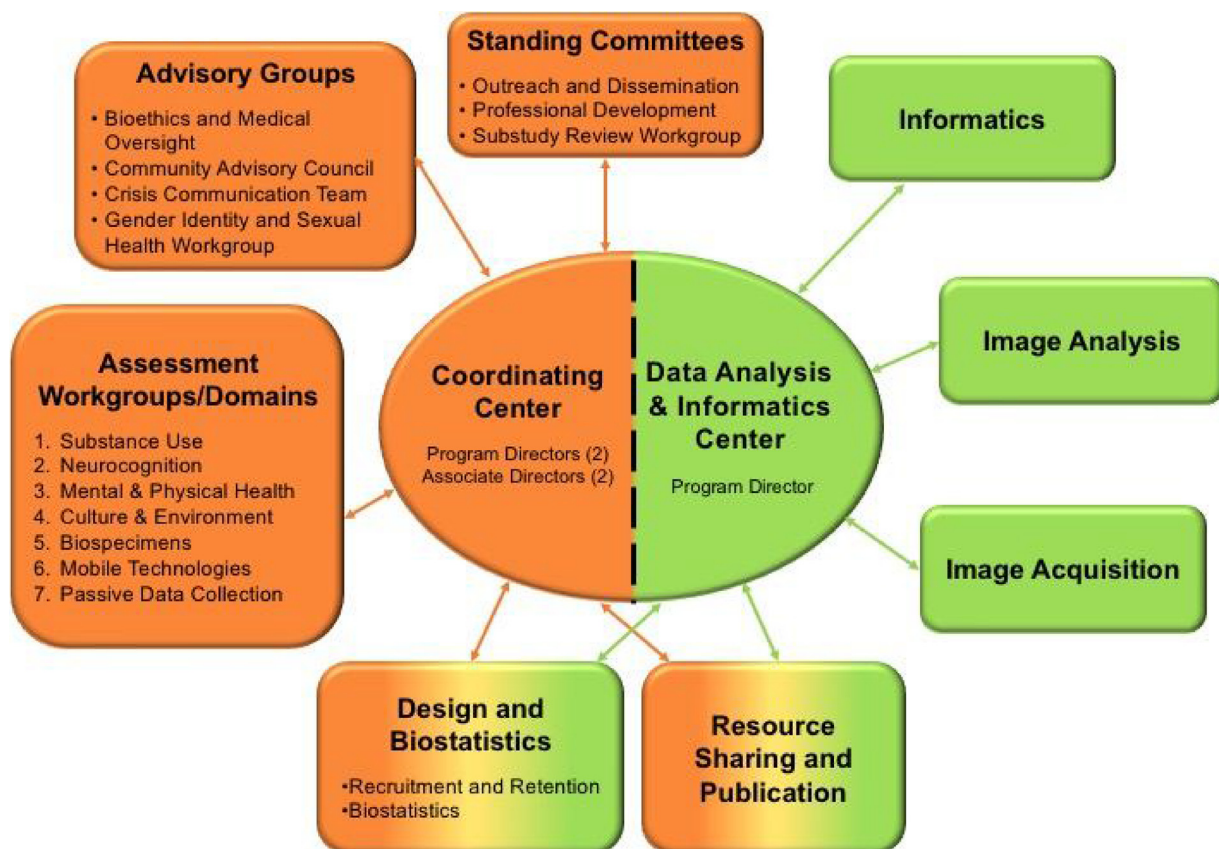 Advisory Groups
• Bioethics and Medical
Oversight
• Community Advisory Council
• Crisis Communication Team
• Gender Identity and Sexual
Health Workgroup
Standing Committees
• Outreach and Dissemination
• Professional Development
• Substudy Review Workgroup
Informatics
Assessment
Workgroups/Domains
1. Substance Use
2. Neurocognition
3. Mental & Physical Health
4. Culture & Environment
5. Biospecimens
6. Mobile Technologies
7. Passive Data Collection
Coordinating
Center
Program Directors (2)
Associate Directors (2)
Data Analysis
& Informatics
Center
Program Director
Image Analysis
Image Acquisition
Design and
Biostatistics
•Recruitment and Retention
•Biostatistics
Resource
Sharing and
Publication